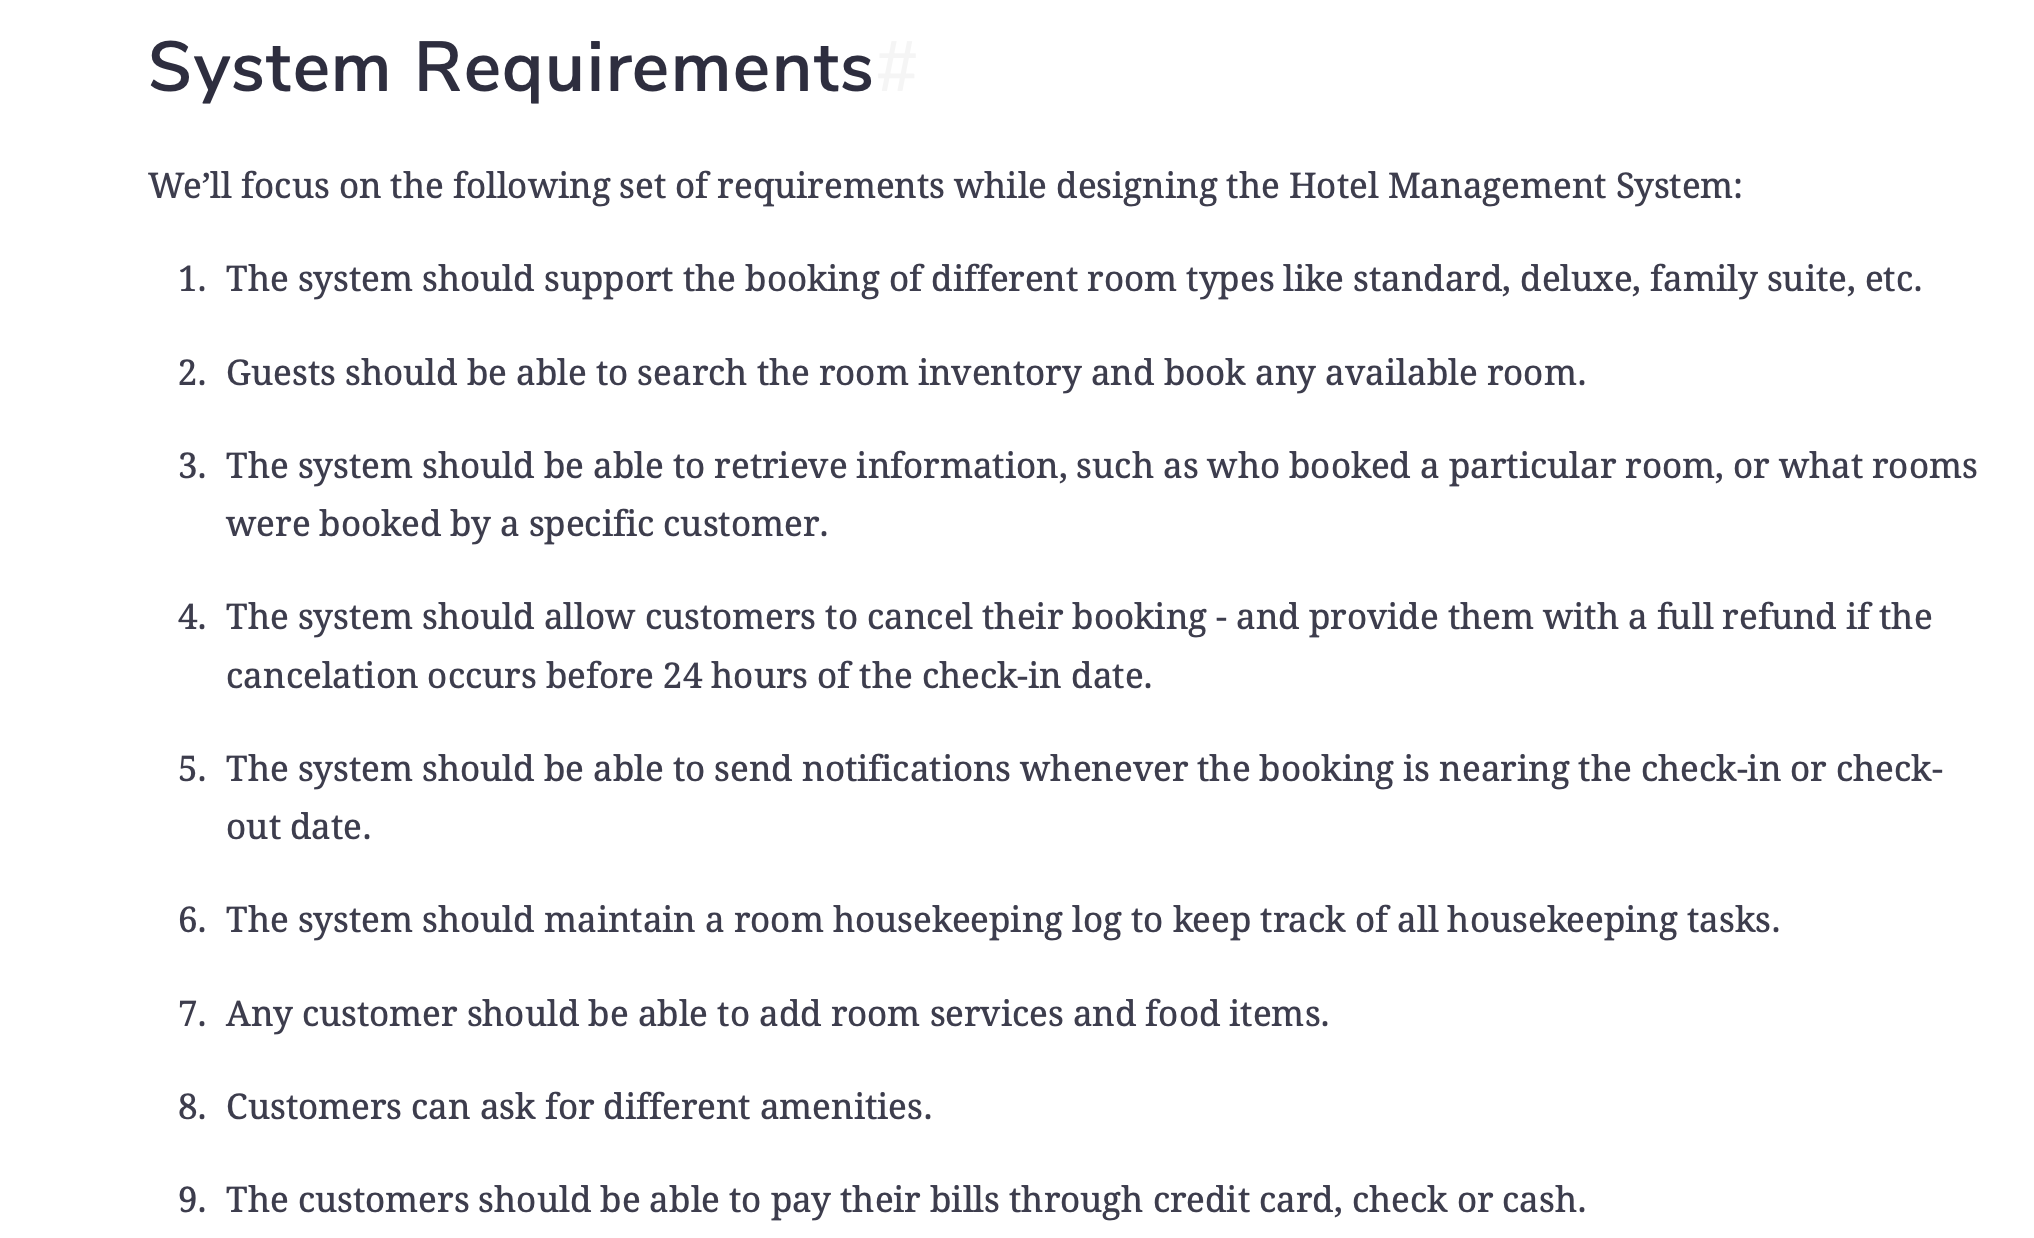 System Requirements#
We’ll focus on the following set of requirements while designing the Hotel Management System:
1. The system should support the booking of different room types like standard, deluxe, family suite, etc.
2. Guests should be able to search the room inventory and book any available room.
3. The system should be able to retrieve information, such as who booked a particular room, or what rooms
were booked by a specific customer.
4. The system should allow customers to cancel their booking - and provide them with a full refund if the
cancelation occurs before 24 hours of the check-in date.
5. The system should be able to send notifications whenever the booking is nearing the check-in or check-
out date.
6. The system should maintain a room housekeeping log to keep track of all housekeeping tasks.
7. Any customer should be able to add room services and food items.
8. Customers can ask for different amenities.
9. The customers should be able to pay their bills through credit card, check or cash.